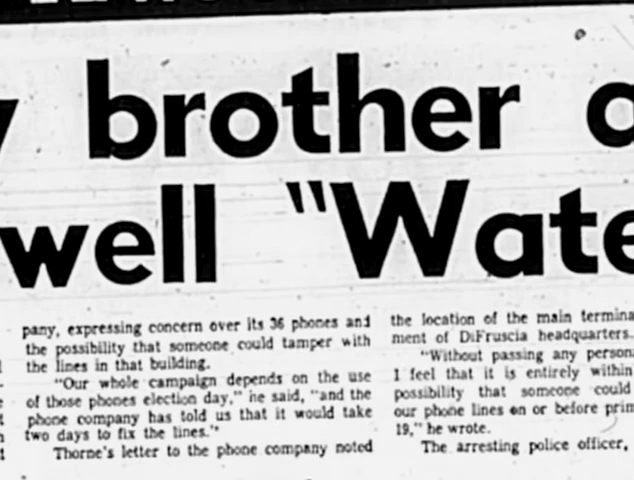 brother
well "Wate
pany, expressing concern over its 36 phones and
the possibility that someone could tamper with
the lines in that building.
"Our whole campaign depends on the use
of those phones election day," he said, "and the
phone company has told us that it would take
two days to fix the lines."
Thorne's letter to the phone company noted
the location of the main termina
ment of DiFruscia headquarters.
"Without passing any person
I feel that it is entirely within
possibility that someone could
our phone lines on or before prim
19," he wrote.
The arresting police officer,